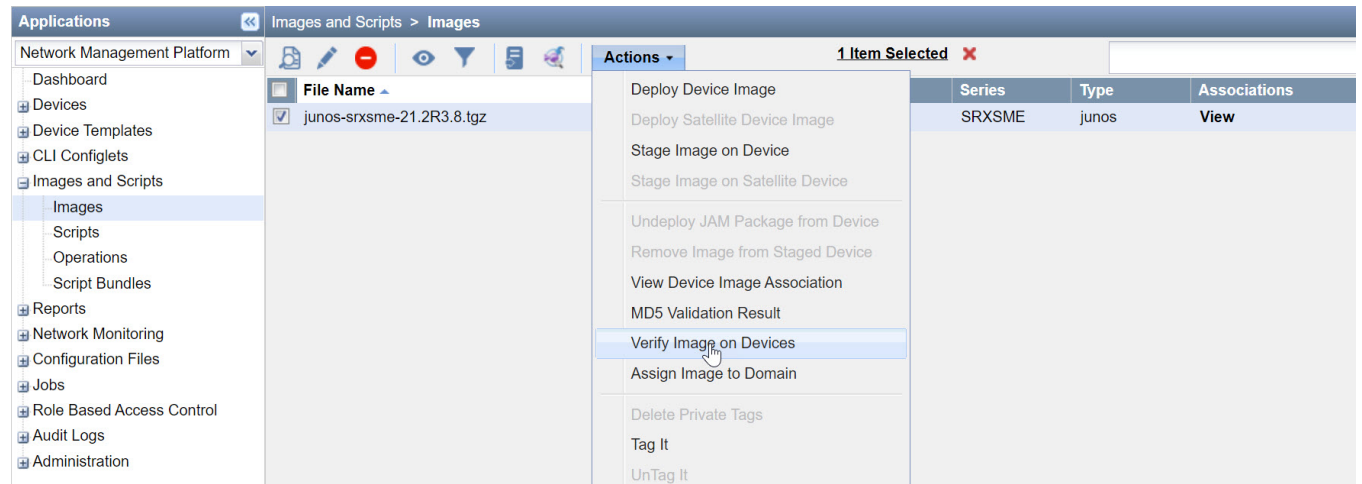 Applications
Images and Scripts > Images
Network Management Platform
Actions
1 Item Selected
Dashboard
Devices
Device Templates
CLI Configlets
Images and Scripts
Images
Scripts
Operations
Script Bundles
Reports
Network Monitoring
Configuration Files
Jobs
Role Based Access Control
Audit Logs
Administration
File Name
Series
Type
Associations
junos-srxsme-21.2R3.8.tgz
SRXSME
junos
View
Deploy Device Image
Deploy Satellite Device Image
Stage Image on Device
Stage Image on Satellite Device
Undeploy JAM Package from Device
Remove Image from Staged Device
View Device Image Association
MD5 Validation Result
Verify Image on Devices
Assign Image to Domain
Delete Private Tags
Tag It
UnTag It